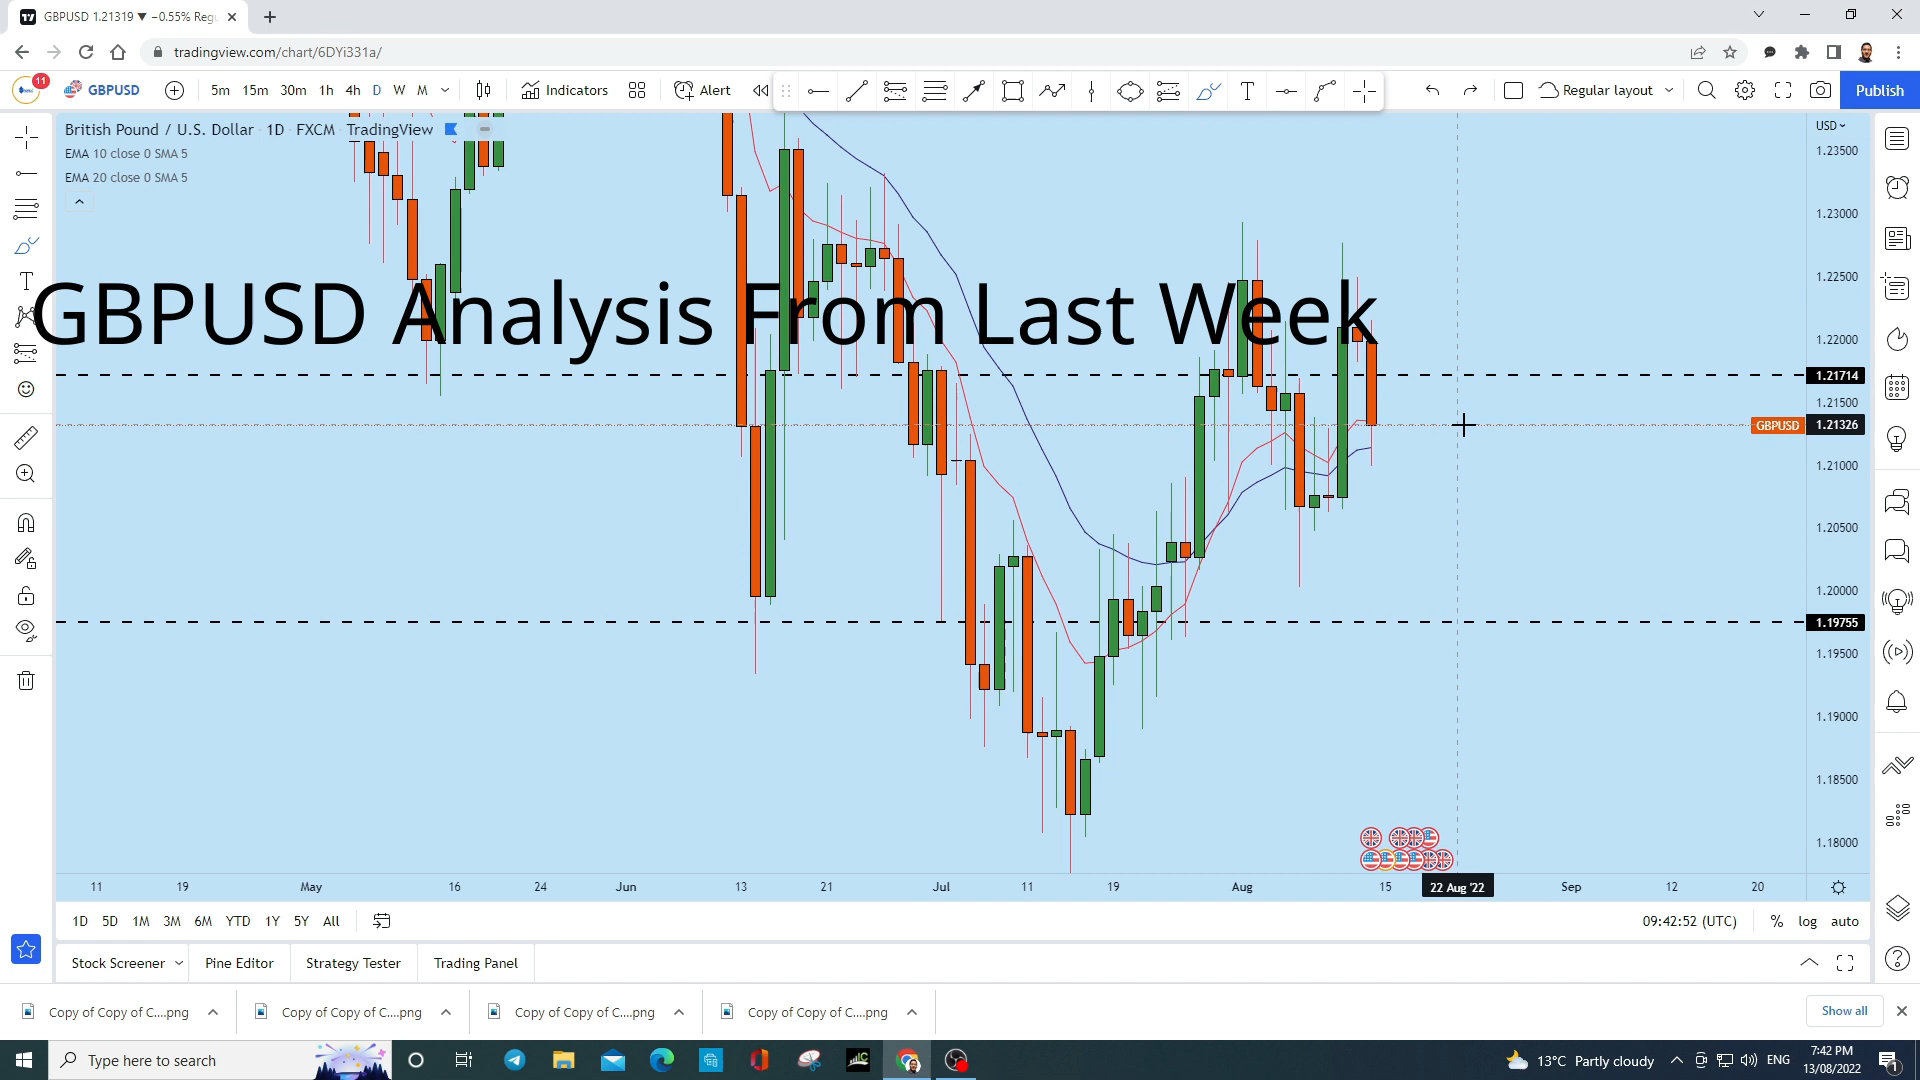 GBPUSD 1.21319 ▼ −0.55% Regu
tradingview.com/chart/6DYi331a/
11
GBPUSD 5m 15m 30m 1h 4h D W M Indicators Alert T Regular layout Publish
British Pound / U.S. Dollar · 1D · FXCM · TradingView
USD
EMA 10 close 0 SMA 5
EMA 20 close 0 SMA 5
1.23500
1.23000
1.22500
GBPUSD Analysis From Last Week
1.22000
1.21714
1.21500
GBPUSD 1.21326
1.21000
1.20500
1.20000
1.19755
1.19500
1.19000
1.18500
1.18000
11 19 May 16 24 Jun 13 21 Jul 11 19 Aug 15 22 Aug '22 Sep 12 20
1D 5D 1M 3M 6M YTD 1Y 5Y All 09:42:52 (UTC) % log auto
Stock Screener Pine Editor Strategy Tester Trading Panel
Copy of Copy of C....png Copy of Copy of C....png Copy of Copy of C....png Copy of Copy of C....png Show all
Type here to search 13°C Partly cloudy ENG 7:42 PM
13/08/2022 1